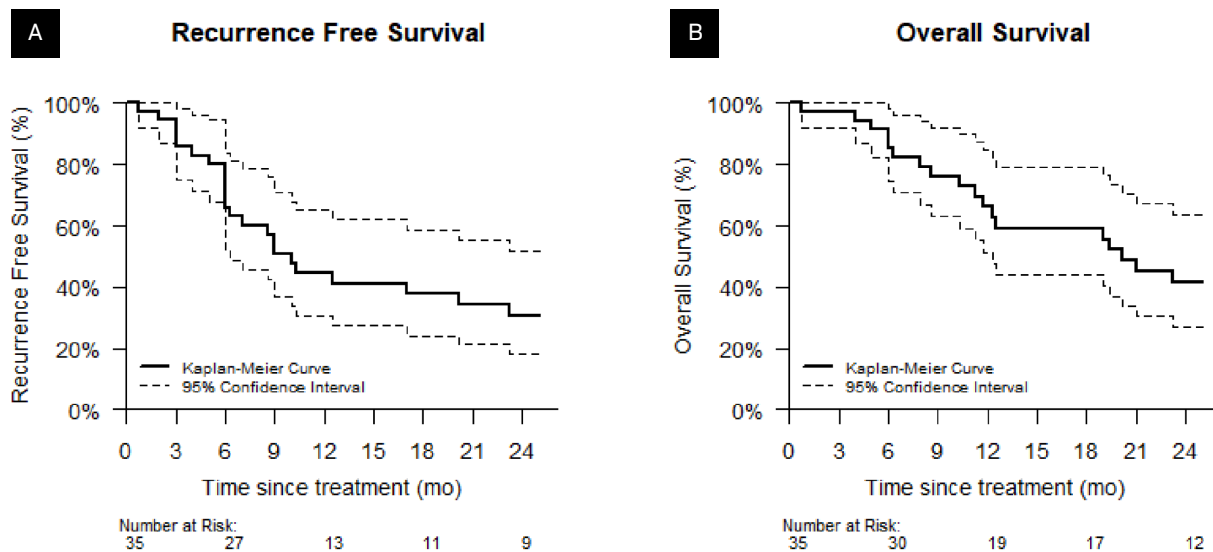 A
Recurrence Free Survival
Recurrence Free Survival (%)
100%
80%
60%
40%
20%
0%
Kaplan-Meier Curve
95% Confidence Interval
0 3 6 9 12 15 18 21 24
Time since treatment (mo)
Number at Risk:
35 27 13 11 9
B
Overall Survival
Overall Survival (%)
100%
80%
60%
40%
20%
0%
Kaplan-Meier Curve
95% Confidence Interval
0 3 6 9 12 15 18 21 24
Time since treatment (mo)
Number at Risk:
35 30 19 17 12